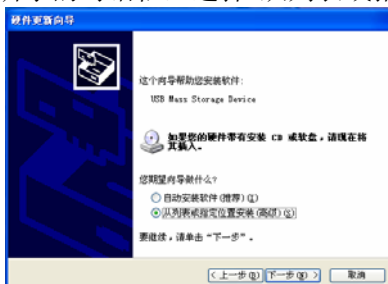 硬件更新向导
这个向导帮助您安装软件:
USB Mass Storage Device
如果您的硬件带有安装 CD 或软盘，请现在将
其插入。
您期望向导做什么?
自动安装软件(推荐)(I)
从列表或指定位置安装(高级)(S)
要继续，请单击“下一步”。
<上一步(B) 下一步(N) > 取消